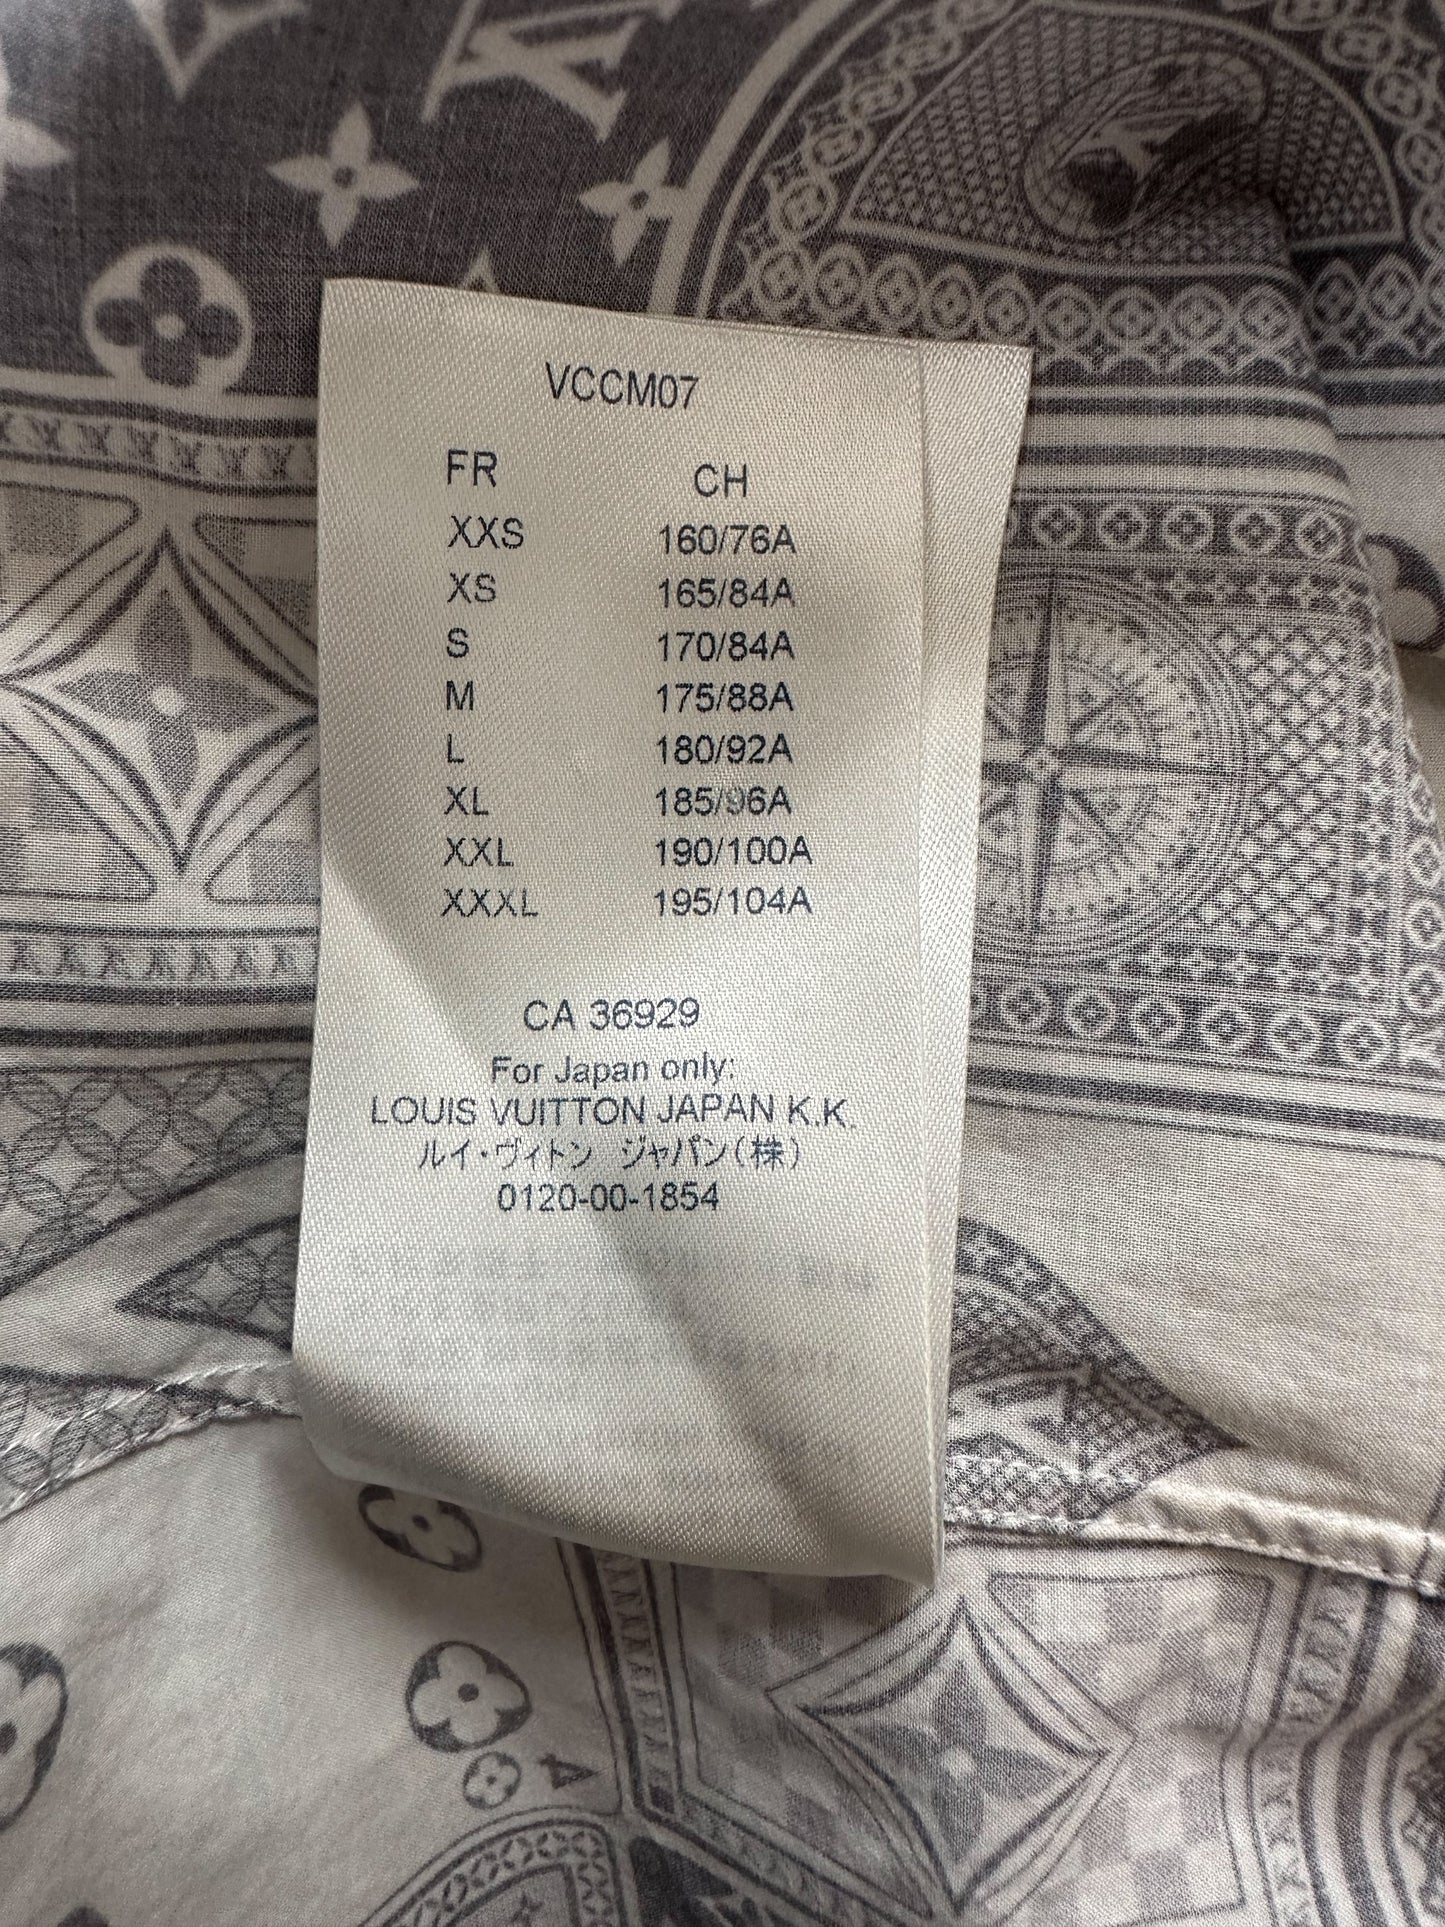 VCCM07
FR CH
XXS 160/76A
XS 165/84A
S 170/84A
M 175/88A
L 180/92A
XL 185/96A
XXL 190/100A
XXXL 195/104A
CA 36929
For Japan only:
LOUIS VUITTON JAPAN K.K.
ルイ・ヴィトン ジャパン(株)
0120-00-1854